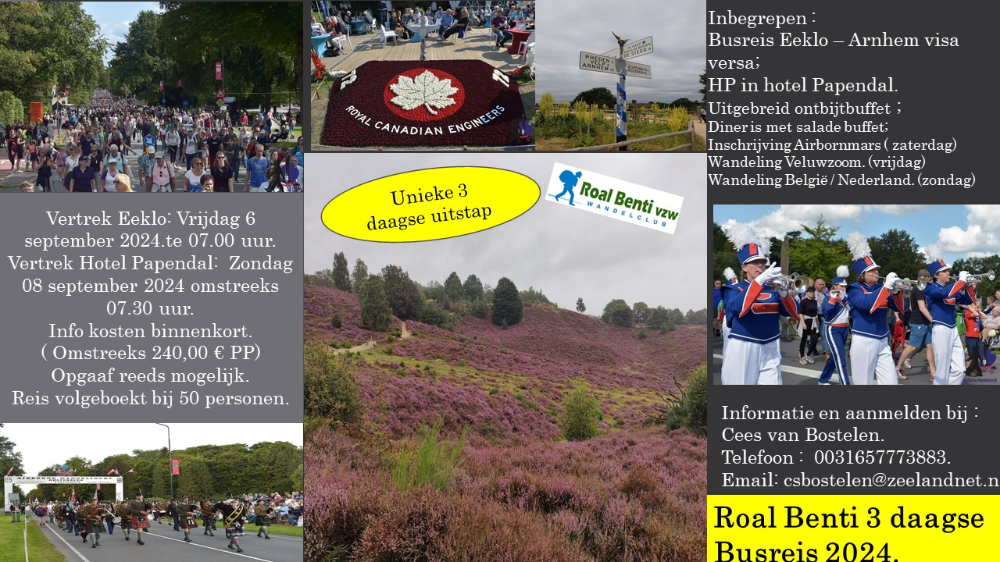 Vertrek Eeklo: Vrijdag 6
september 2024.te 07.00 uur.
Vertrek Hotel Papendal:  Zondag
08 september 2024 omstreeks
07.30 uur.
Info kosten binnenkort.
( Omstreeks 240,00 € PP)
Opgaaf reeds mogelijk.
Reis volgeboekt bij 50 personen.
AIRBORNE WANDELTOCHT
ROYAL CANADIAN ENGINEERS
RHEDEN
VELP
ARNHEM
DE STEEG 4
Unieke 3
daagse uitstap.
Roal Benti vzw
WANDELCLUB
Inbegrepen :
Busreis Eeklo – Arnhem visa
versa;
HP in hotel Papendal.
Uitgebreid ontbijtbuffet ;
Diner is met salade buffet;
Inschrijving Airbornmars ( zaterdag)
Wandeling Veluwzoom. (vrijdag)
Wandeling België / Nederland. (zondag)
Informatie en aanmelden bij :
Cees van Bostelen.
Telefoon :  0031657773883.
Email: csbostelen@zeelandnet.n
Roal Benti 3 daagse
Busreis 2024.